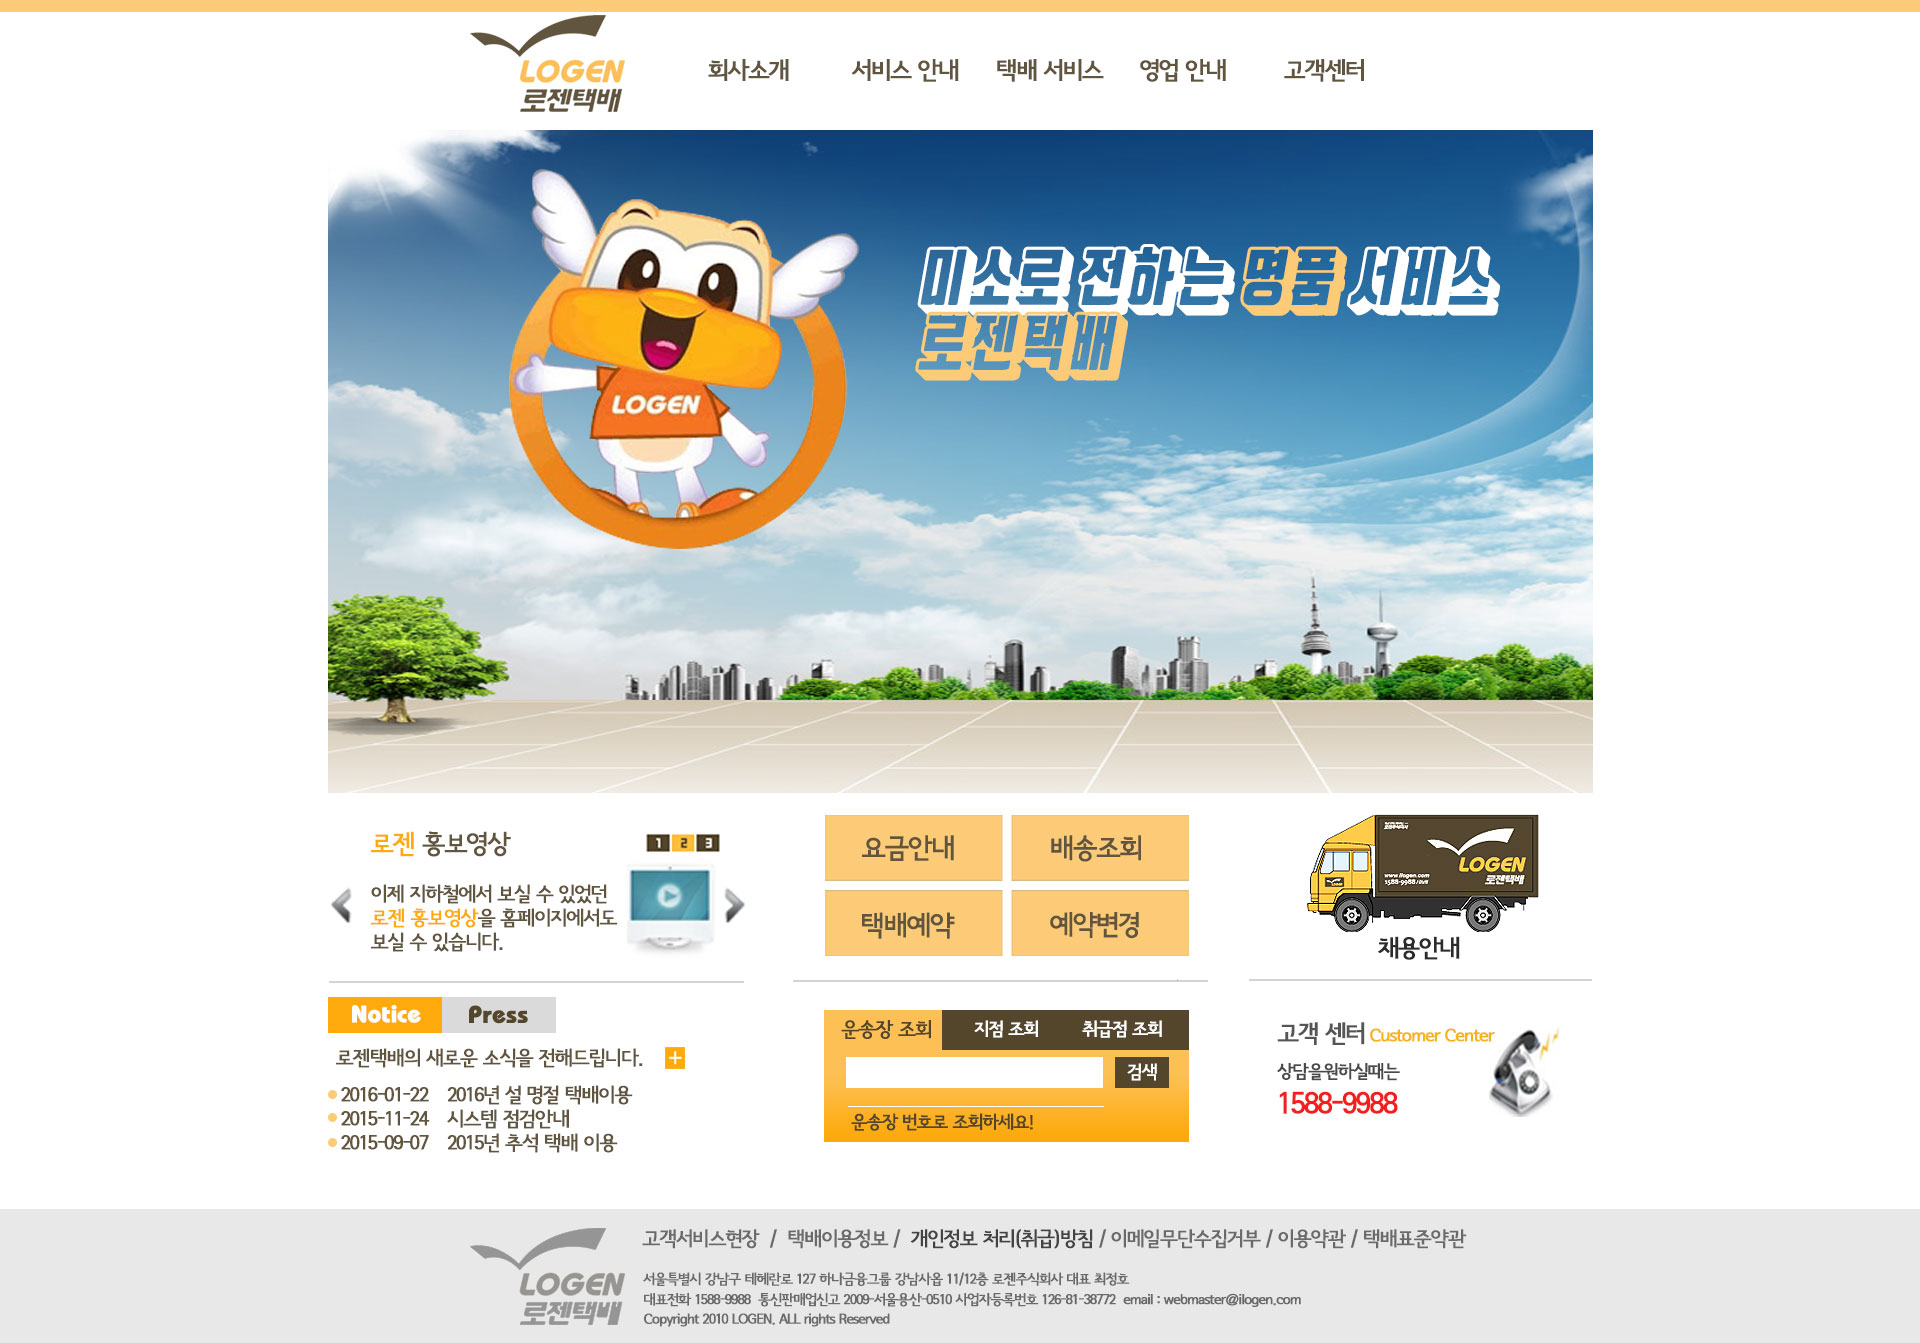 LOGEN
로젠택배
회사소개 서비스 안내 택배 서비스 영업 안내 고객센터
미소로 전하는 명품 서비스
로젠택배
LOGEN
로젠 홍보영상
1 2 3
이제 지하철에서 보실 수 있었던
로젠 홍보영상을 홈페이지에서도
보실 수 있습니다.
요금안내 배송조회
택배예약 예약변경
LOGEN
로젠택배
www.ilogen.com
1588-9988
채용안내
Notice Press
로젠택배의 새로운 소식을 전해드립니다.
2016-01-22 2016년 설 명절 택배이용
2015-11-24 시스템 점검안내
2015-09-07 2015년 추석 택배 이용
운송장 조회 지점 조회 취급점 조회
검색
운송장 번호로 조회하세요!
고객 센터 Customer Center
상담을원하실때는
1588-9988
LOGEN
로젠택배
고객서비스현장 / 택배이용정보 / 개인정보 처리(취급)방침 / 이메일무단수집거부 / 이용약관 / 택배표준약관
서울특별시 강남구 테헤란로 127 하나금융그룹 강남사옵 11/12층 로젠주식회사 대표 최정호
대표전화 1588-9988 통신판매업신고 2009-서울용산-0510 사업자등록번호 126-81-38772 email : webmaster@ilogen.com
Copyright 2010 LOGEN. ALL rights Reserved